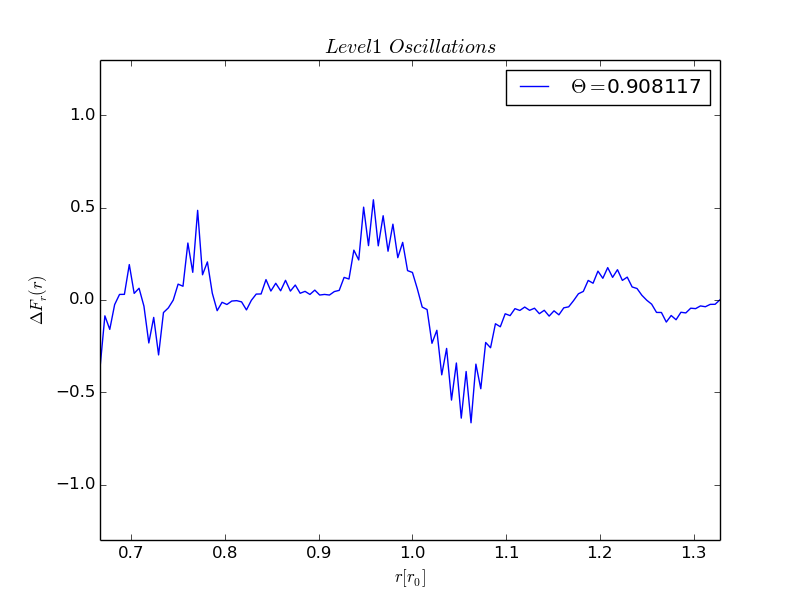 Level1 Oscillations
Θ =0.908117
ΔF_r(r)
1.0
0.5
0.0
−0.5
−1.0
0.7 0.8 0.9 1.0 1.1 1.2 1.3
r[r_0]